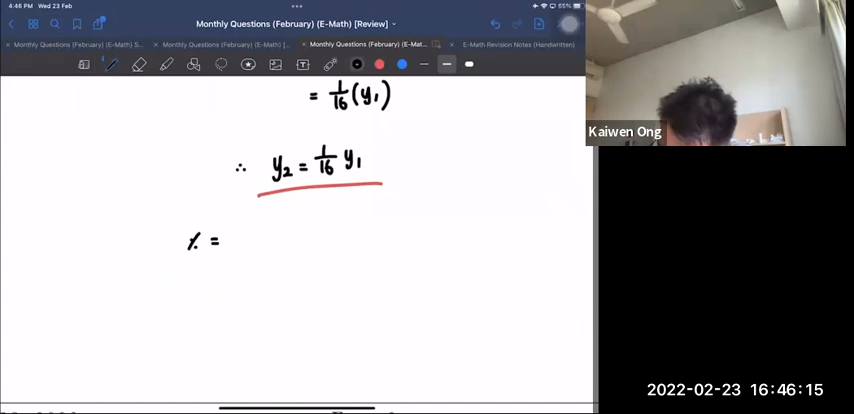 4:46 PM Wed 23 Feb
65%
Monthly Questions (February) (E-Math) [Review]
Monthly Questions (February) (E-Math) S...
Monthly Questions (February) (E-Math) [...
Monthly Questions (February) (E-Mat...
E-Math Revision Notes (Handwritten)
= 1/16 (y₁)
∴ y₂ = 1/16 y₁
% =
Kaiwen Ong
2022-02-23 16:46:15